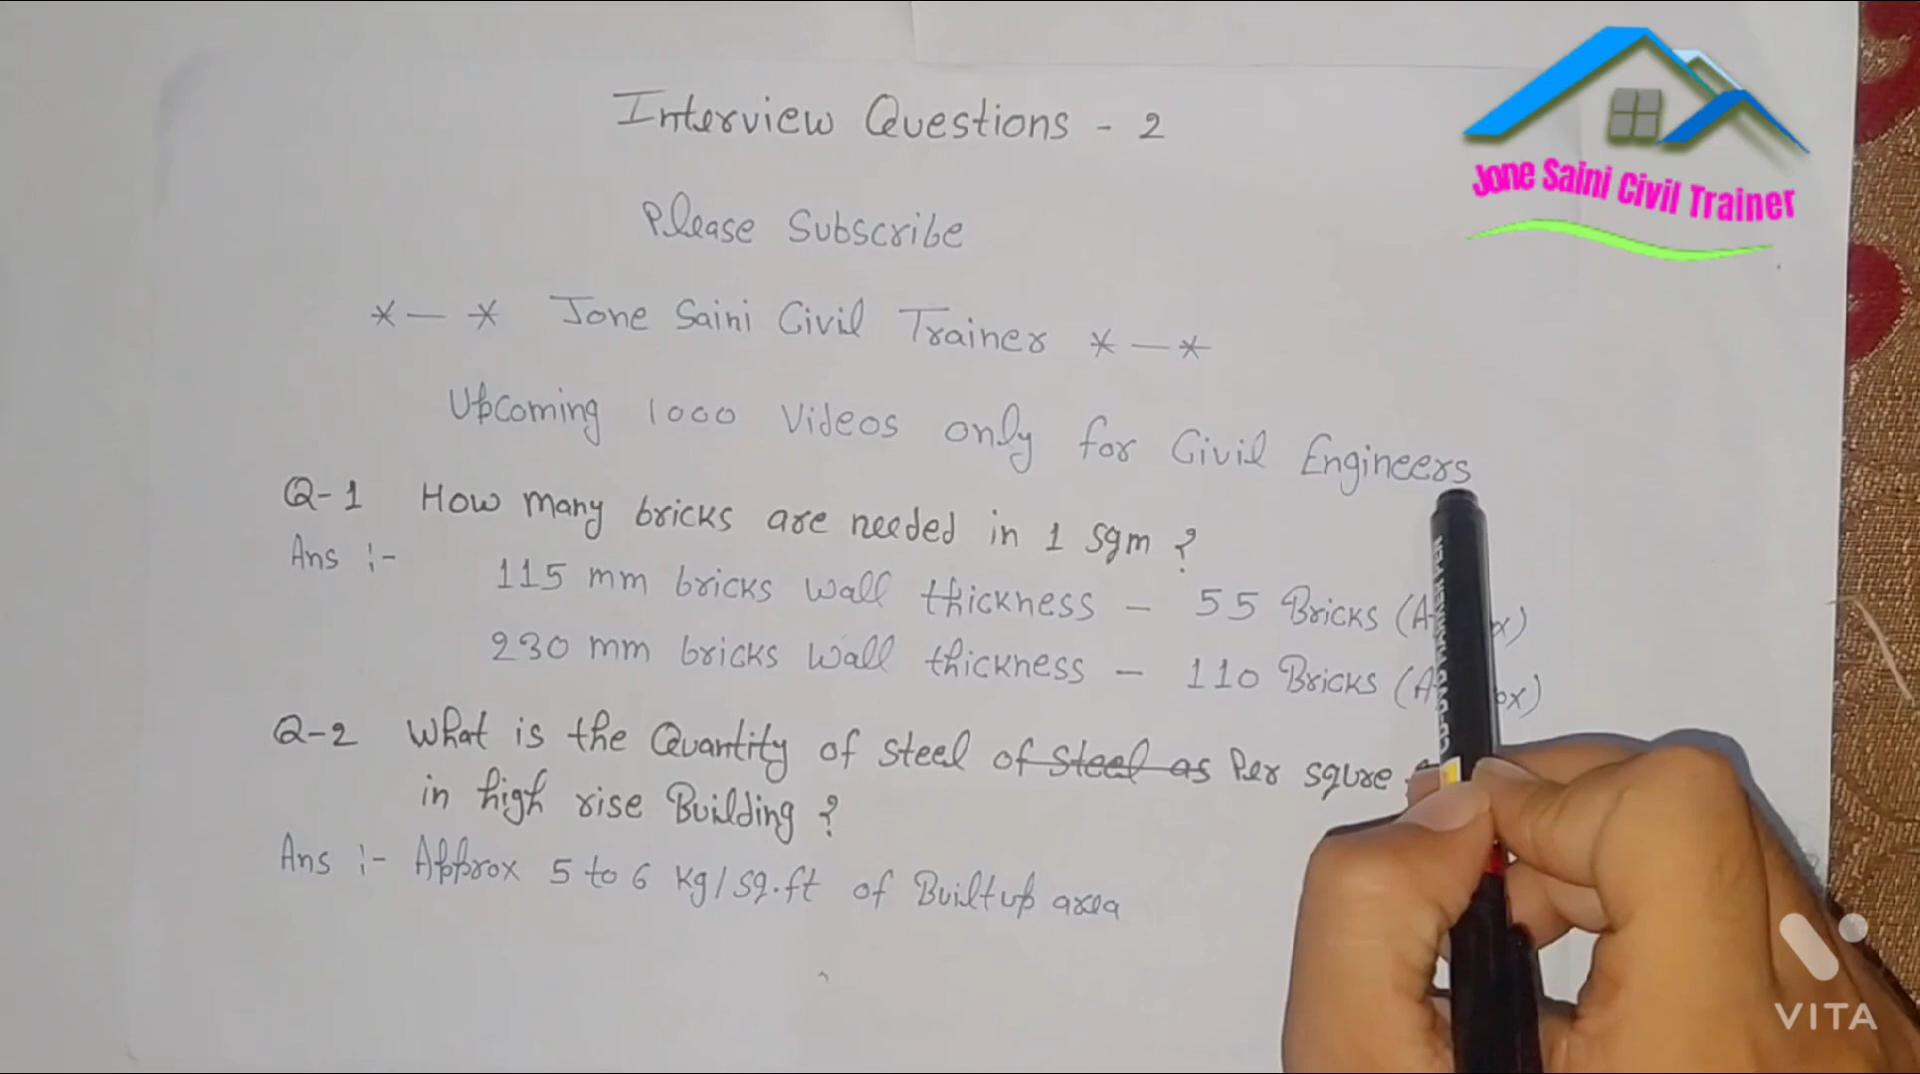 Interview Questions - 2
Jone Saini Civil Trainer
Please Subscribe
*-* Jone Saini Civil Trainer *-*
Upcoming 1000 Videos only for Civil Engineers
Q-1 How many bricks are needed in 1 sqm ?
Ans :- 115 mm bricks wall thickness - 55 Bricks
230 mm bricks wall thickness - 110 Bricks
Q-2 What is the Quantity of steel of steel as Per squre
in high rise Building ?
Ans :- Approx 5 to 6 Kg/sq.ft of Builtup area
VITA